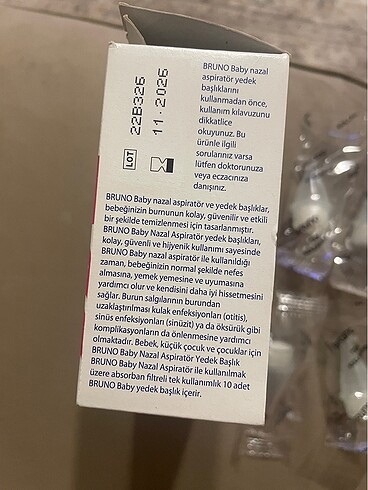 BRUNO Baby nazal
aspiratör yedek
başlıklarını
kullanmadan önce,
kullanım kılavuzunu
dikkatlice
okuyunuz. Bu
ürünle ilgili
sorularınız varsa
lütfen doktorunuza
veya eczacınıza
danışınız.
LOT 22B326
11.2026
BRUNO Baby nazal aspiratör ve yedek başlıklar,
bebeğinizin burnunun kolay, güvenilir ve etkili
bir şekilde temizlenmesi için tasarlanmıştır.
BRUNO Baby Nazal Aspiratör yedek başlıkları,
kolay, güvenli ve hijyenik kullanımı sayesinde
BRUNO Baby nazal aspiratör ile kullanıldığı
zaman, bebeğinizin normal şekilde nefes
almasına, yemek yemesine ve uyumasına
yardımcı olur ve kendisini daha iyi hissetmesini
sağlar. Burun salgılarının burundan
uzaklaştırılması kulak enfeksiyonları (otitis),
sinüs enfeksiyonları (sinüzit) ya da öksürük gibi
komplikasyonların da önlenmesine yardımcı
olmaktadır. Bebek, küçük çocuk ve çocuklar için
BRUNO Baby Nazal Aspiratör Yedek Başlık
BRUNO Baby Nazal Aspiratör ile kullanılmak
üzere absorban filtreli tek kullanımlık 10 adet
BRUNO Baby yedek başlık içerir.